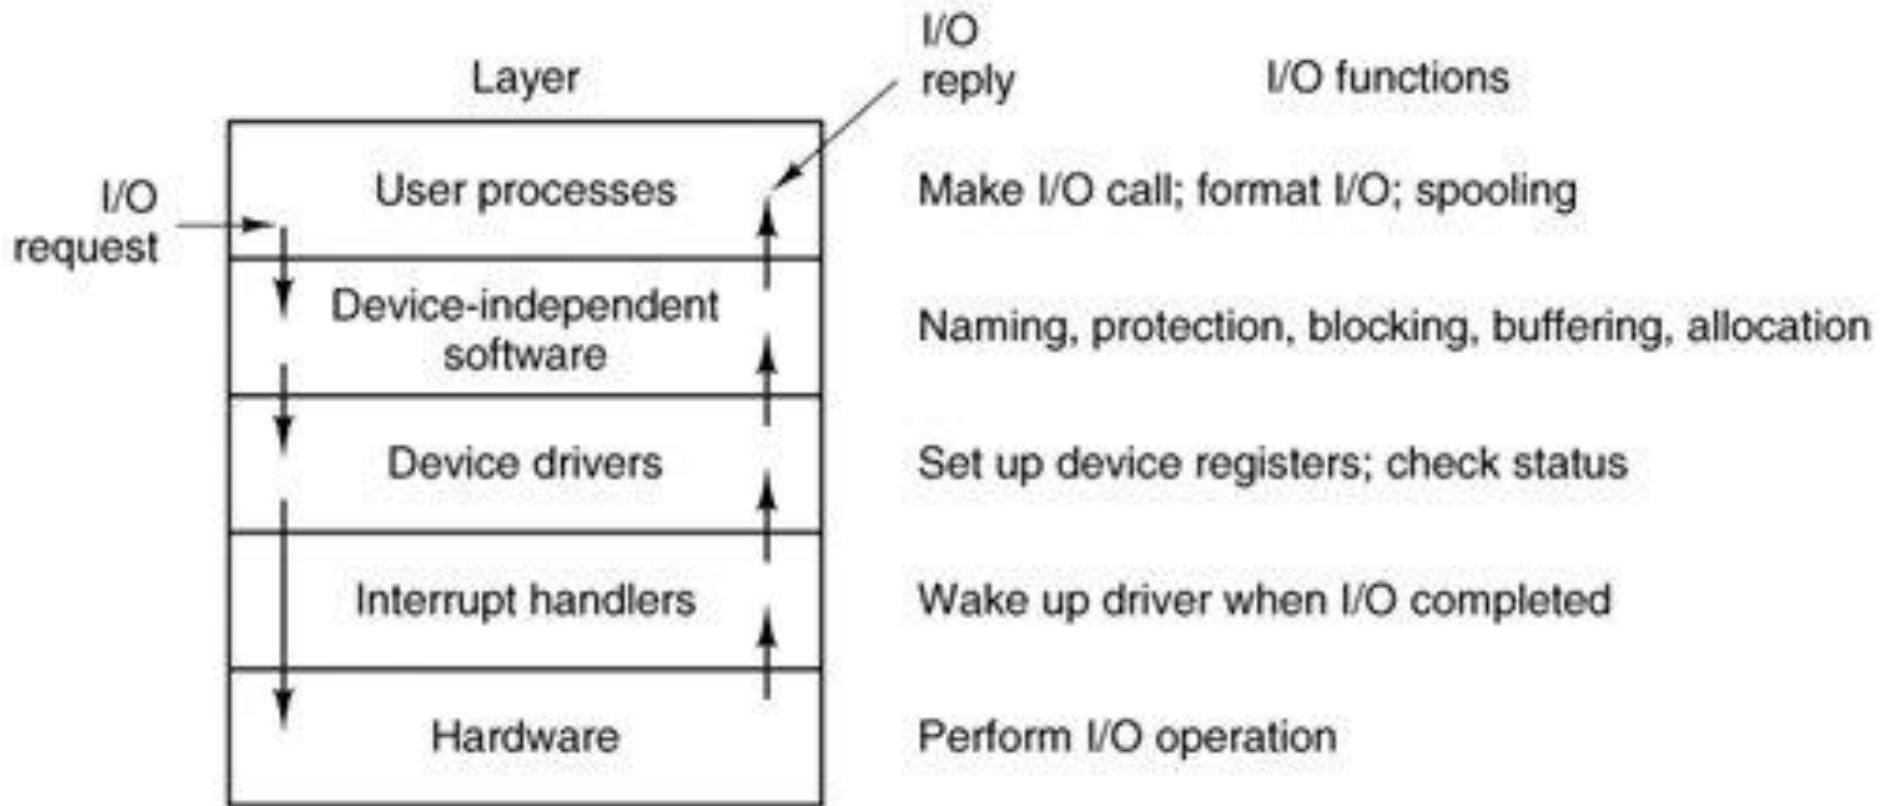 I/O
reply
Layer
I/O functions
I/O
request
User processes
Make I/O call; format I/O; spooling
Device-independent
software
Naming, protection, blocking, buffering, allocation
Device drivers
Set up device registers; check status
Interrupt handlers
Wake up driver when I/O completed
Hardware
Perform I/O operation